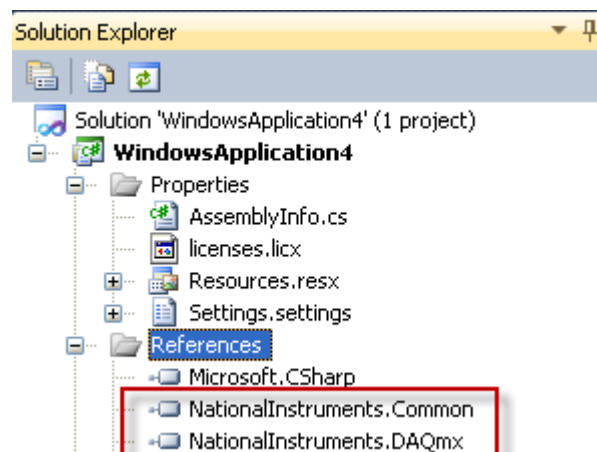 Solution Explorer
Solution 'WindowsApplication4' (1 project)
C# WindowsApplication4
Properties
AssemblyInfo.cs
licenses.licx
Resources.resx
Settings.settings
References
Microsoft.CSharp
NationalInstruments.Common
NationalInstruments.DAQmx